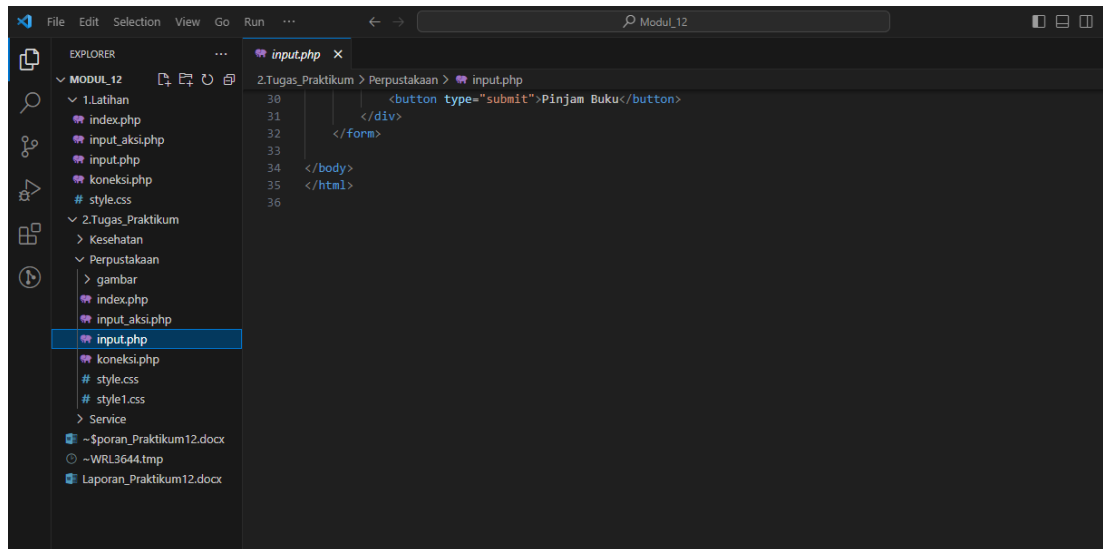 File Edit Selection View Go Run ··· ← → Modul_12
EXPLORER ···
MODUL_12
1.Latihan
index.php
input_aksi.php
input.php
koneksi.php
# style.css
2.Tugas_Praktikum
Kesehatan
Perpustakaan
gambar
index.php
input_aksi.php
input.php
koneksi.php
# style.css
# style1.css
Service
~$poran_Praktikum12.docx
~WRL3644.tmp
Laporan_Praktikum12.docx
input.php ×
2.Tugas_Praktikum > Perpustakaan > input.php
30 <button type="submit">Pinjam Buku</button>
31 </div>
32 </form>
33
34 </body>
35 </html>
36